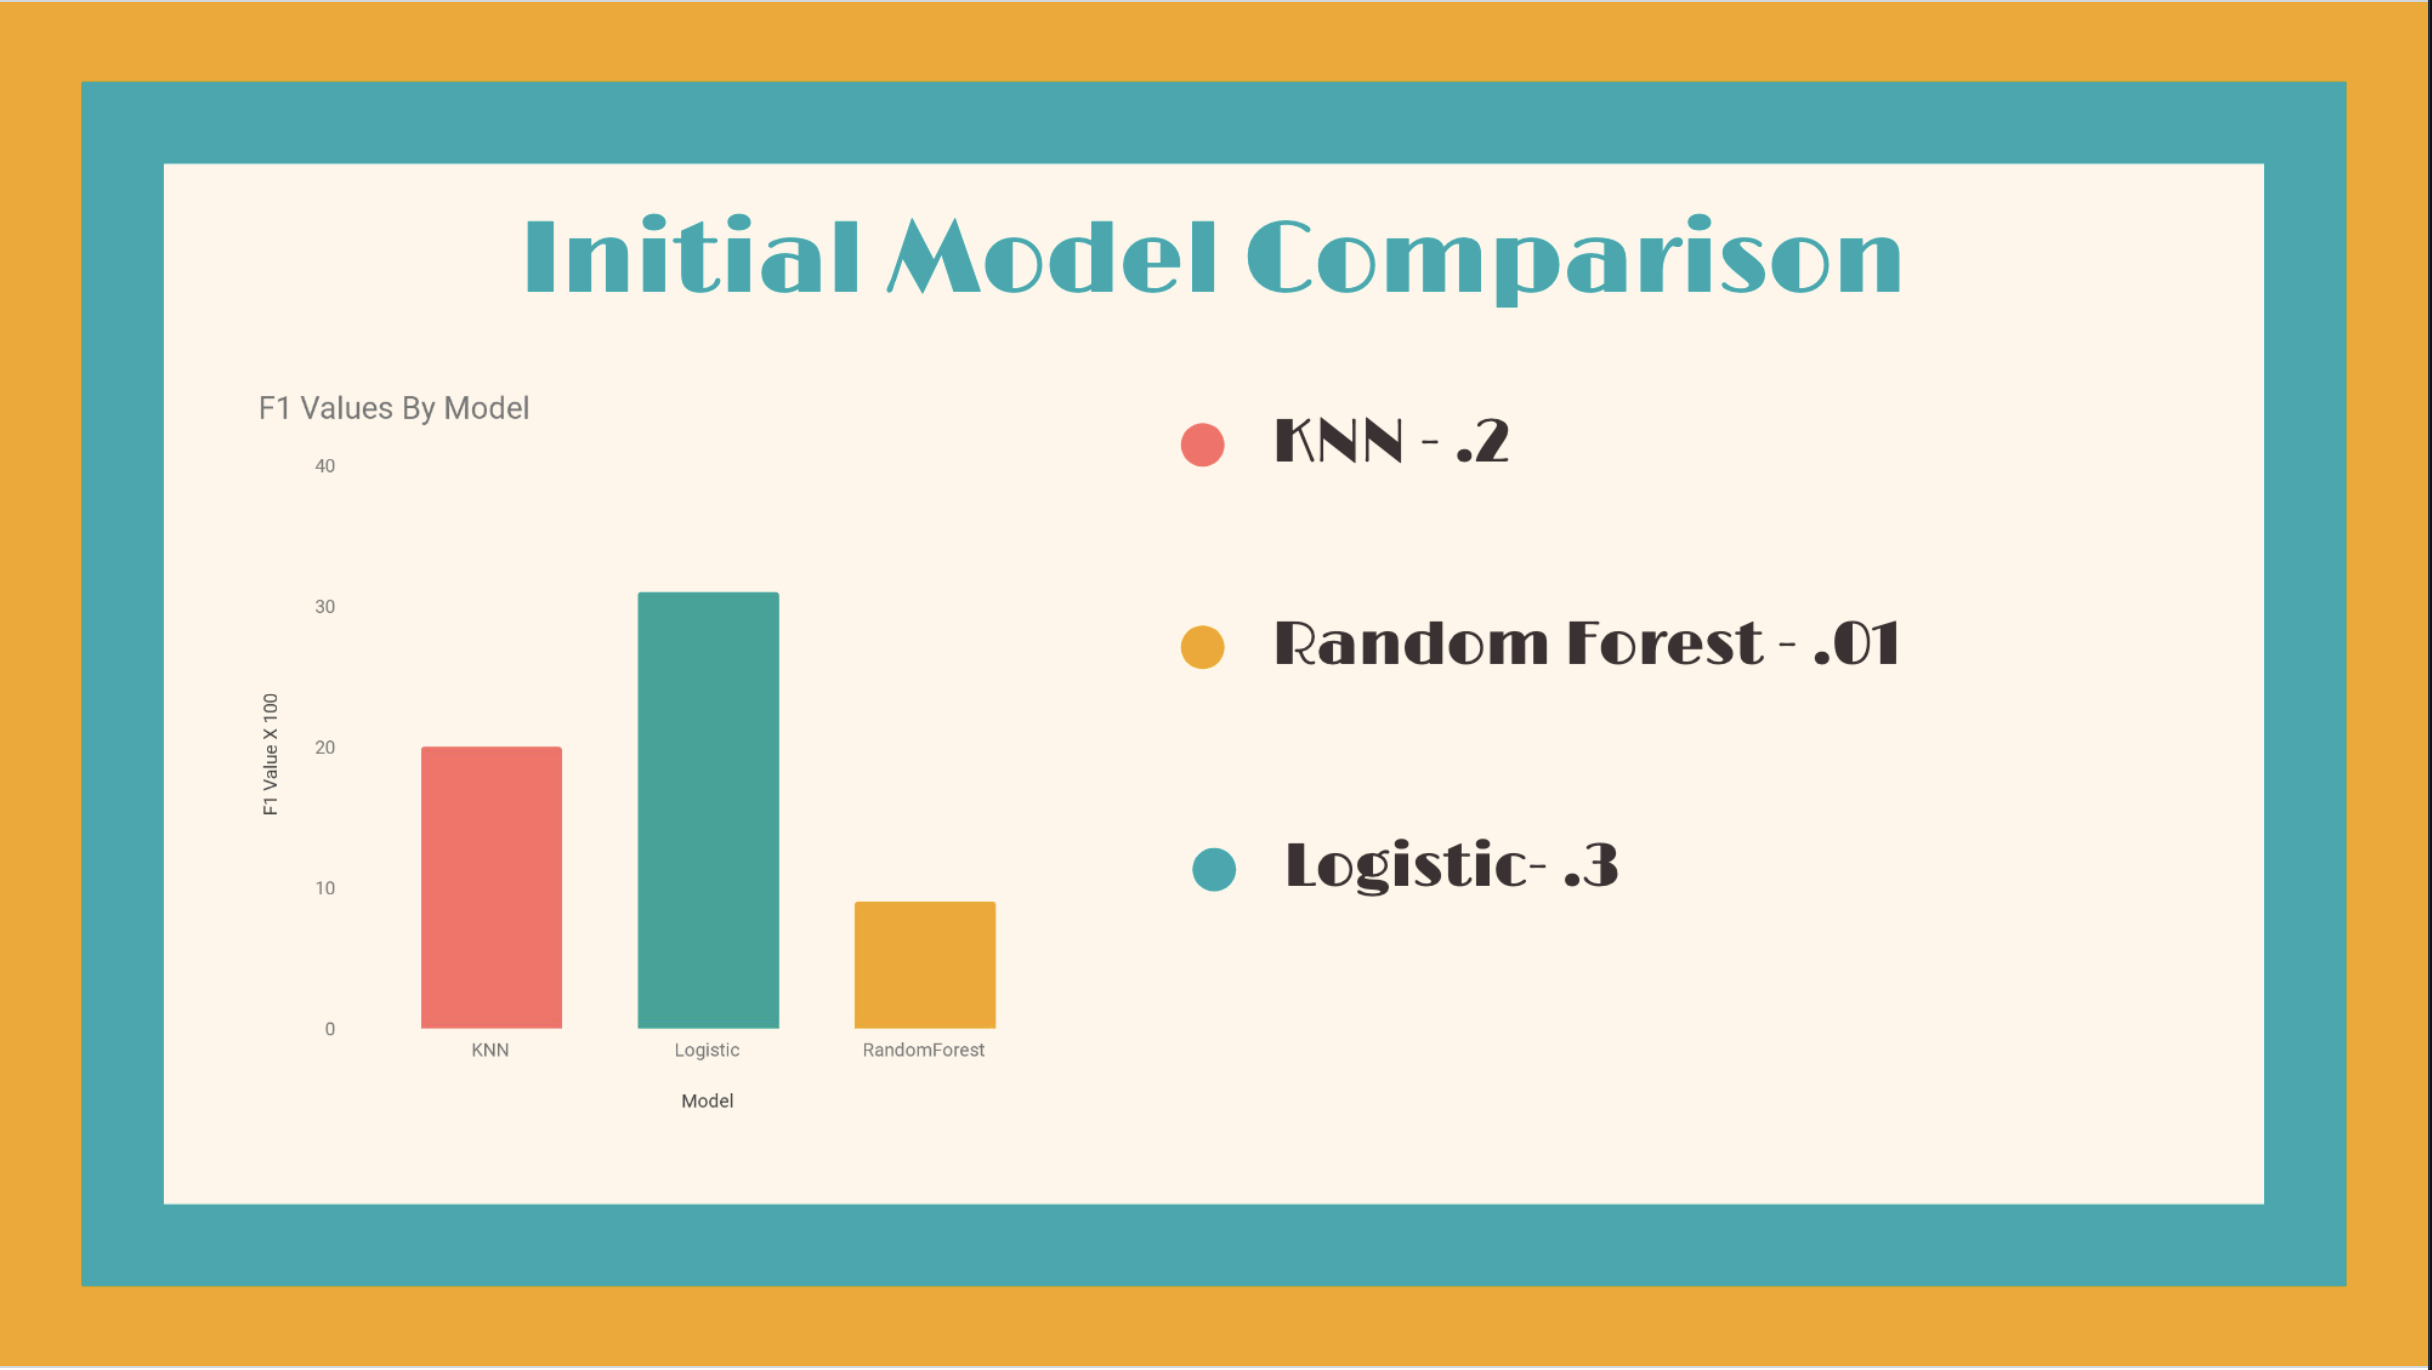 Initial Model Comparison
F1 Values By Model
40
30
20
10
0
F1 Value X 100
KNN
Logistic
RandomForest
Model
KNN - .2
Random Forest - .01
Logistic- .3